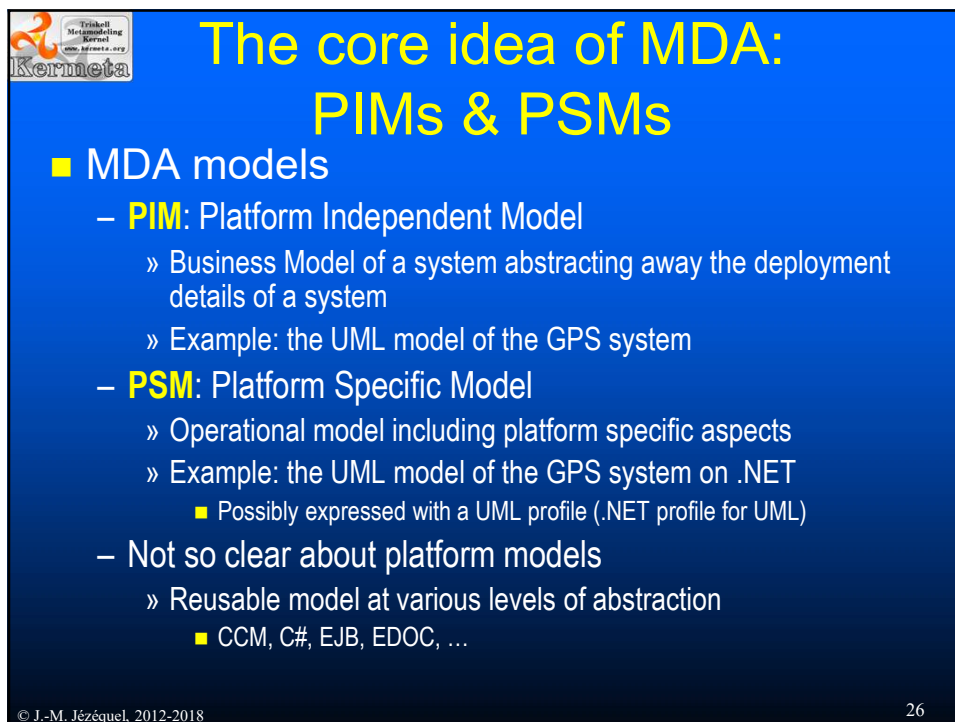 Triskell
Metamodeling
Kernel
www.kermeta.org
Kermeta
The core idea of MDA:
PIMs & PSMs
■ MDA models
– PIM: Platform Independent Model
» Business Model of a system abstracting away the deployment
details of a system
» Example: the UML model of the GPS system
– PSM: Platform Specific Model
» Operational model including platform specific aspects
» Example: the UML model of the GPS system on .NET
■ Possibly expressed with a UML profile (.NET profile for UML)
– Not so clear about platform models
» Reusable model at various levels of abstraction
■ CCM, C#, EJB, EDOC, …
© J.-M. Jézéquel, 2012-2018
26